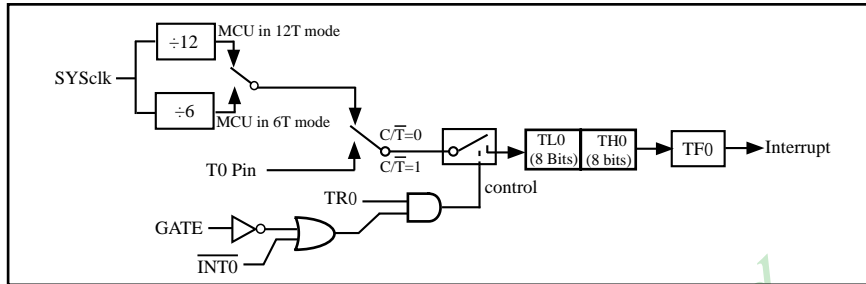 ÷12
MCU in 12T mode
SYSclk
÷6
MCU in 6T mode
C/T̅=0
C/T̅=1
T0 Pin
control
TL0
(8 Bits)
TH0
(8 bits)
TF0
Interrupt
TR0
GATE
I̅N̅T̅0̅
d